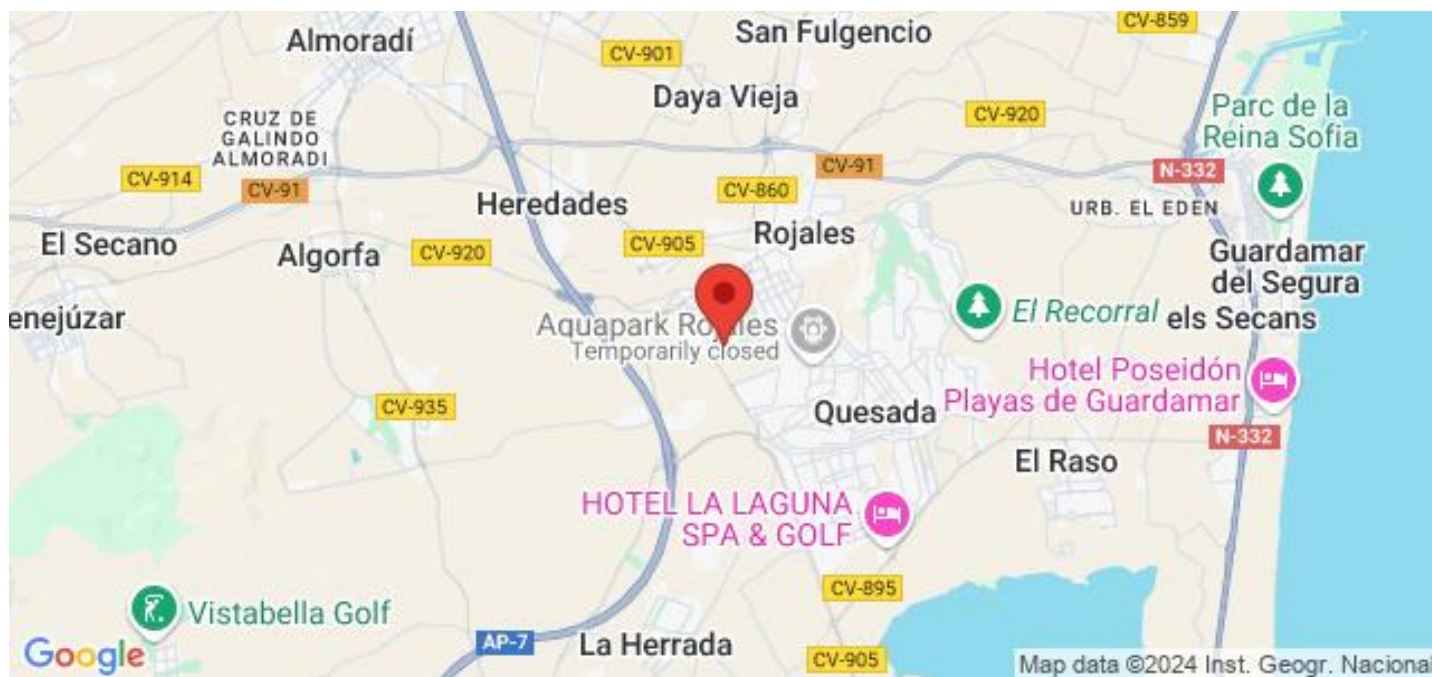 CV-859
San Fulgencio
Almoradí
CV-901
Daya Vieja
Parc de la
Reina Sofia
CV-920
CRUZ DE
GALINDO
ALMORADI
CV-914
CV-91
CV-91
N-332
CV-860
Heredades
URB. EL EDEN
Rojales
El Secano
CV-905
Algorfa
CV-920
Guardamar
del Segura
enejúzar
El Recorral
els Secans
Aquapark Rojales
Temporarily closed
Hotel Poseidón
Playas de Guardamar
CV-935
Quesada
N-332
El Raso
HOTEL LA LAGUNA
SPA & GOLF
CV-895
Vistabella Golf
AP-7
La Herrada
Google
CV-905
Map data ©2024 Inst. Geogr. Nacional